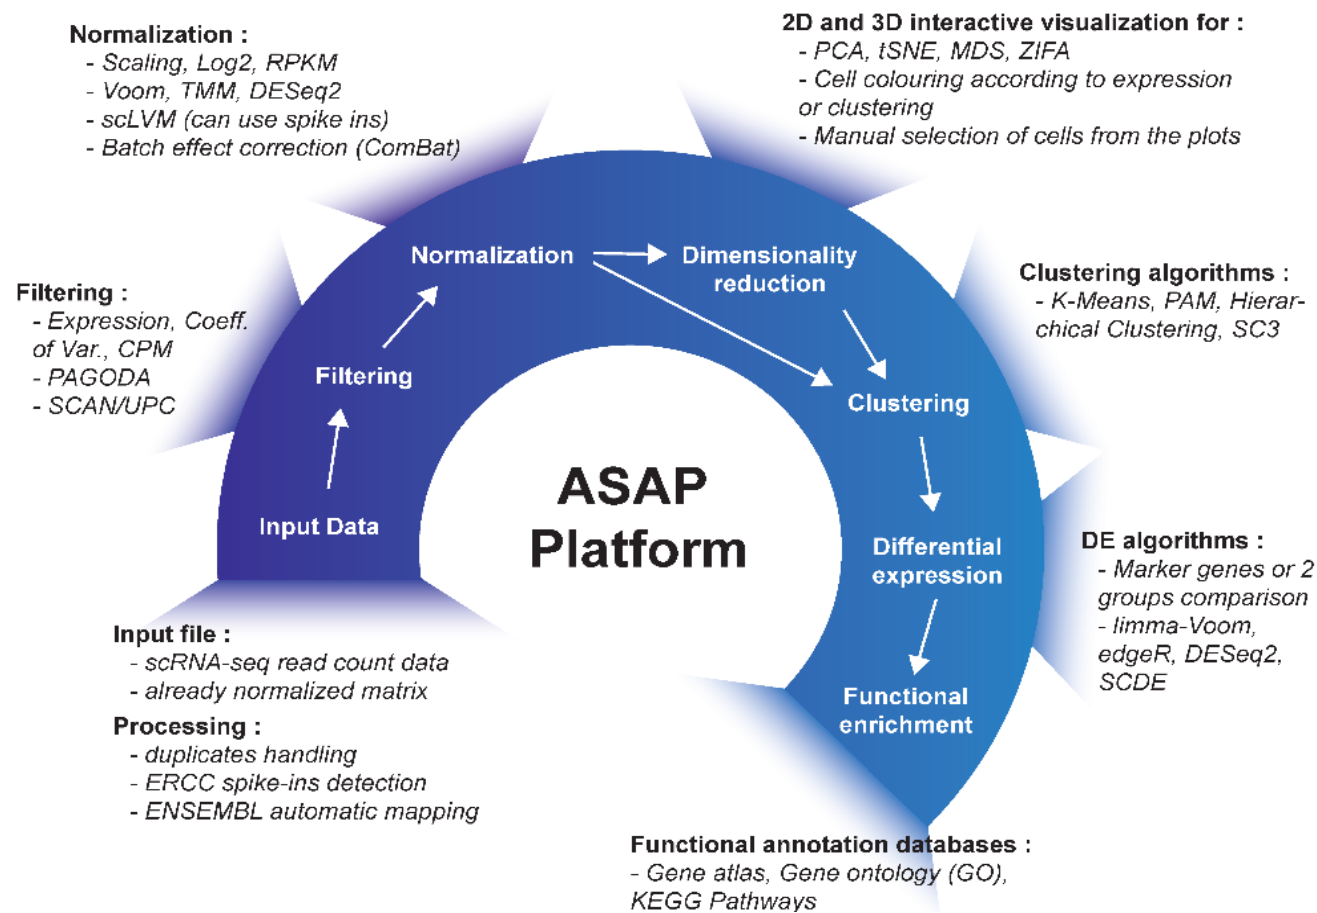 Normalization :
- Scaling, Log2, RPKM
- Voom, TMM, DESeq2
- scLVM (can use spike ins)
- Batch effect correction (ComBat)
2D and 3D interactive visualization for :
- PCA, tSNE, MDS, ZIFA
- Cell colouring according to expression
or clustering
- Manual selection of cells from the plots
Filtering :
- Expression, Coeff.
of Var., CPM
- PAGODA
- SCAN/UPC
Clustering algorithms :
- K-Means, PAM, Hierar-
chical Clustering, SC3
Input Data
Filtering
Normalization
Dimensionality
reduction
Clustering
Differential
expression
Functional
enrichment
ASAP
Platform
DE algorithms :
- Marker genes or 2
groups comparison
- limma-Voom,
edgeR, DESeq2,
SCDE
Input file :
- scRNA-seq read count data
- already normalized matrix
Processing :
- duplicates handling
- ERCC spike-ins detection
- ENSEMBL automatic mapping
Functional annotation databases :
- Gene atlas, Gene ontology (GO),
KEGG Pathways